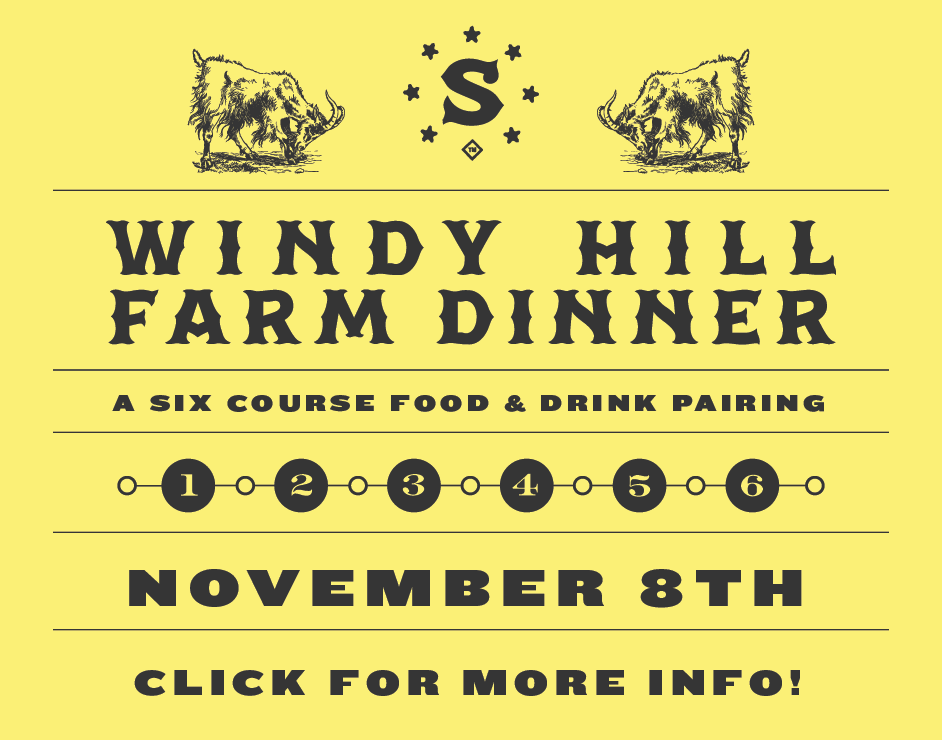 S
TM
WINDY HILL
FARM DINNER
A SIX COURSE FOOD & DRINK PAIRING
1 2 3 4 5 6
NOVEMBER 8TH
CLICK FOR MORE INFO!